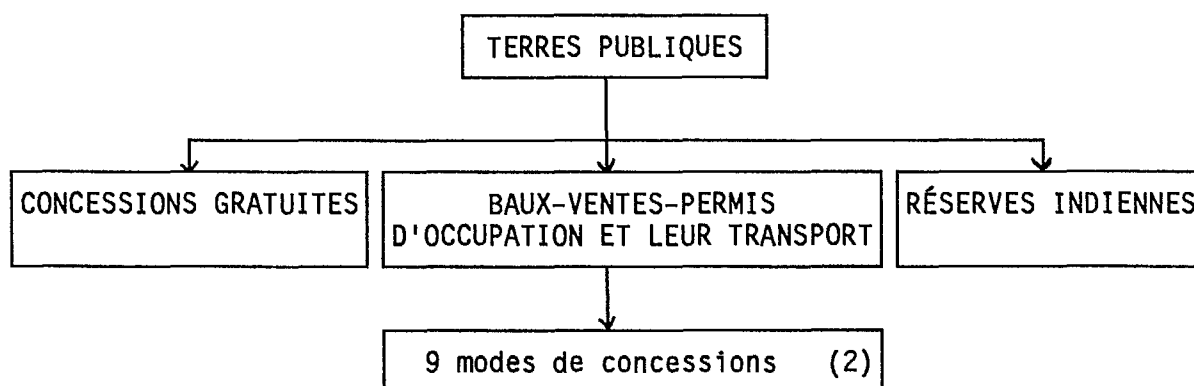 TERRES PUBLIQUES
CONCESSIONS GRATUITES
BAUX-VENTES-PERMIS
D'OCCUPATION ET LEUR TRANSPORT
RÉSERVES INDIENNES
9 modes de concessions (2)